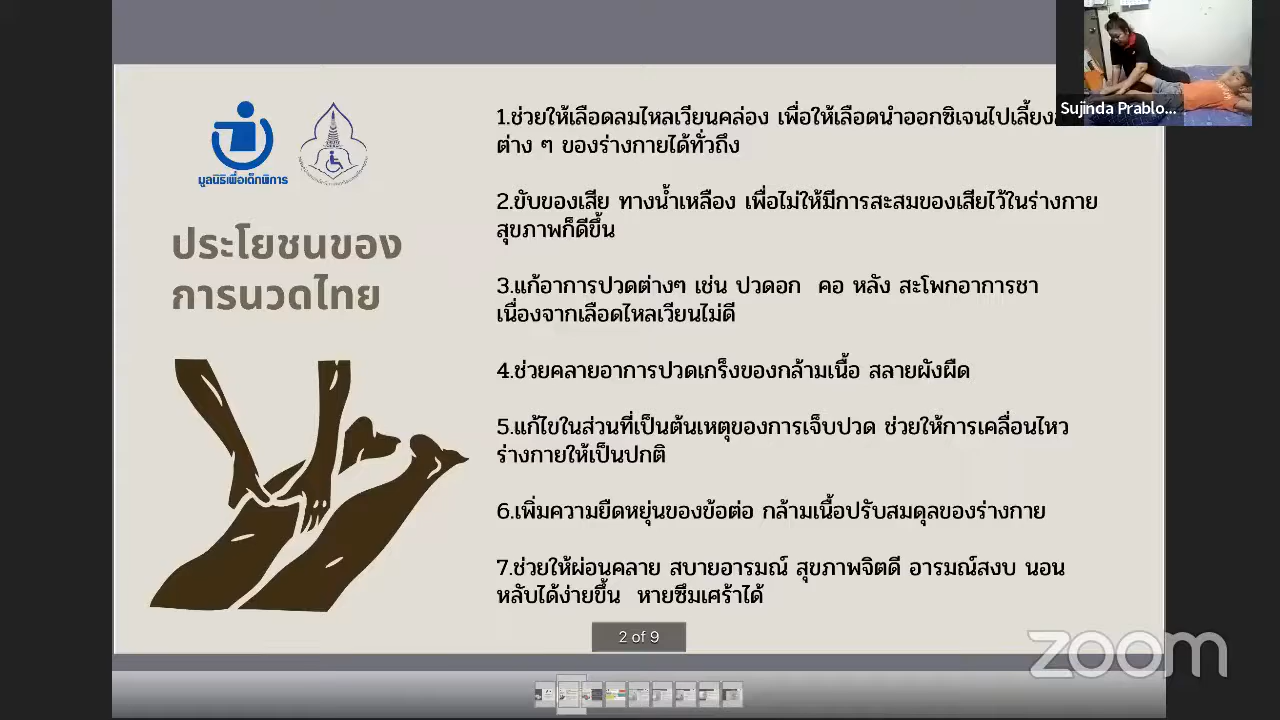 Sujinda Prablo...
มูลนิธิเพื่อเด็กพิการ
ประโยชนของ
การนวดไทย
1.ช่วยให้เลือดลมไหลเวียนคล่อง เพื่อให้เลือดนำออกซิเจนไปเลี้ยง
ต่าง ๆ ของร่างกายได้ทั่วถึง
2.ขับของเสีย ทางน้ำเหลือง เพื่อไม่ให้มีการสะสมของเสียไว้ในร่างกาย
สุขภาพก็ดีขึ้น
3.แก้อาการปวดต่างๆ เช่น ปวดอก คอ หลัง สะโพกอาการชา
เนื่องจากเลือดไหลเวียนไม่ดี
4.ช่วยคลายอาการปวดเกร็งของกล้ามเนื้อ สลายผังผืด
5.แก้ไขในส่วนที่เป็นต้นเหตุของการเจ็บปวด ช่วยให้การเคลื่อนไหว
ร่างกายให้เป็นปกติ
6.เพิ่มความยืดหยุ่นของข้อต่อ กล้ามเนื้อปรับสมดุลของร่างกาย
7.ช่วยให้ผ่อนคลาย สบายอารมณ์ สุขภาพจิตดี อารมณ์สงบ นอน
หลับได้ง่ายขึ้น หายซึมเศร้าได้
2 of 9
zoom